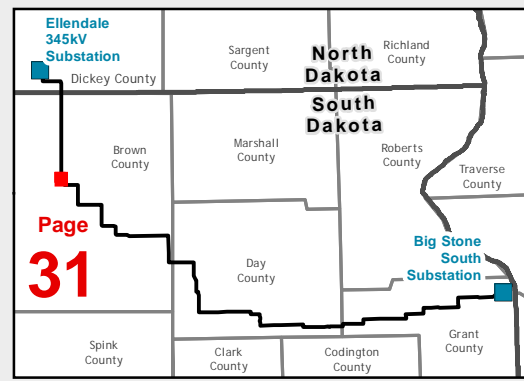 Ellendale
345kV
Substation
Dickey County
Sargent
County
North
Dakota
Richland
County
South
Dakota
Brown
County
Marshall
County
Roberts
County
Traverse
County
Page
31
Big Stone
South
Substation
Day
County
Grant
County
Spink
County
Clark
County
Codington
County